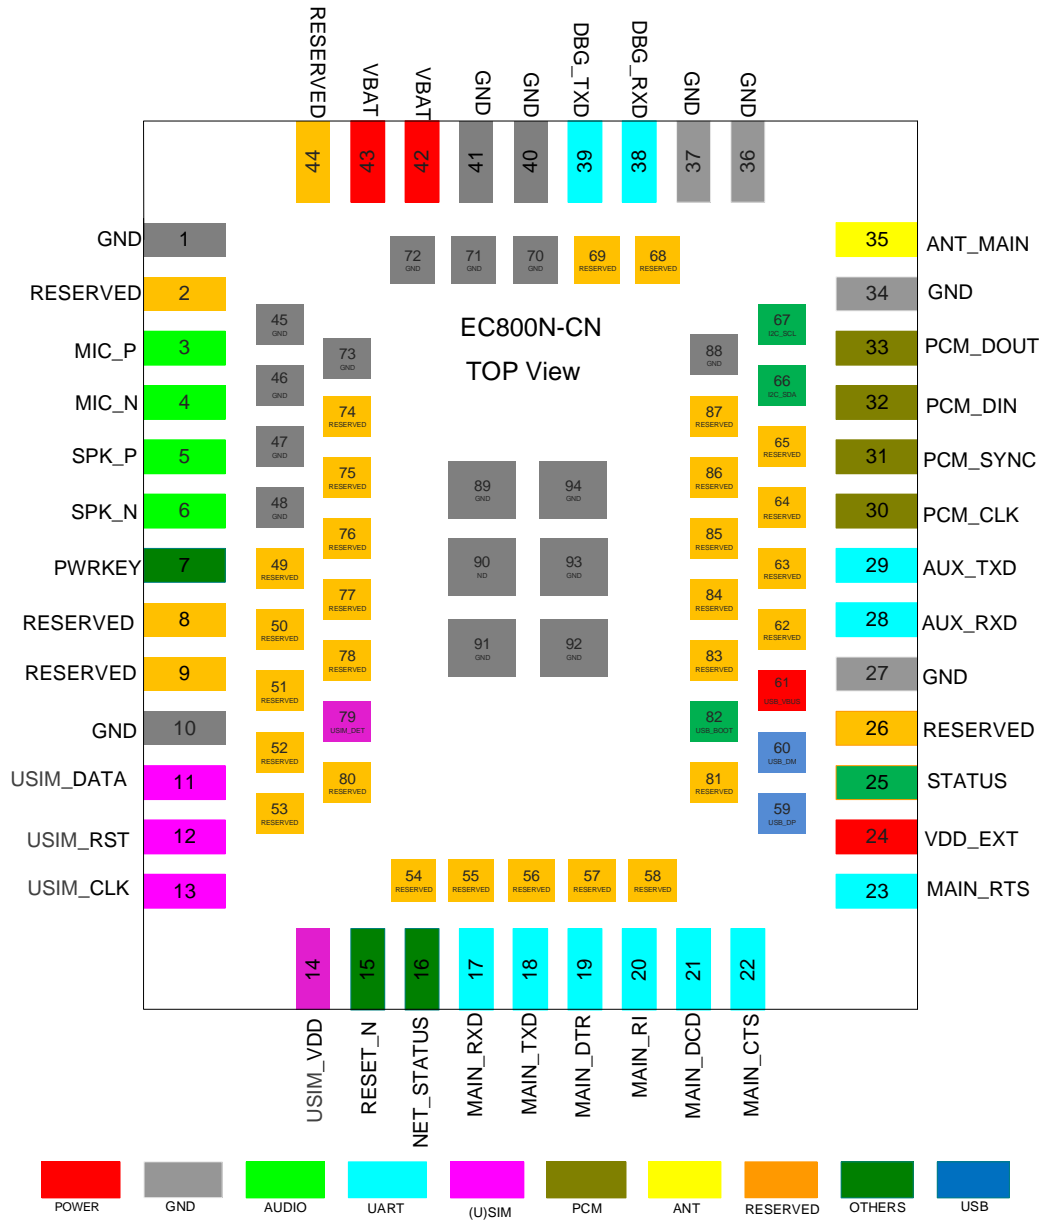 RESERVED
VBAT
VBAT
GND
GND
DBG_TXD
DBG_RXD
GND
GND
44
43
42
41
40
39
38
37
36
GND
1
RESERVED
2
MIC_P
3
MIC_N
4
SPK_P
5
SPK_N
6
PWRKEY
7
RESERVED
8
RESERVED
9
GND
10
USIM_DATA
11
USIM_RST
12
USIM_CLK
13
72
GND
71
GND
70
GND
69
RESERVED
68
RESERVED
EC800N-CN
TOP View
45
GND
46
GND
47
GND
48
GND
49
RESERVED
50
RESERVED
51
RESERVED
52
RESERVED
53
RESERVED
73
GND
74
RESERVED
75
RESERVED
76
RESERVED
77
RESERVED
78
RESERVED
79
USIM_DET
80
RESERVED
89
GND
94
GND
90
ND
93
GND
91
GND
92
GND
88
GND
87
RESERVED
86
RESERVED
85
RESERVED
84
RESERVED
83
RESERVED
82
USB_BOOT
81
RESERVED
67
I2C_SCL
66
I2C_SDA
65
RESERVED
64
RESERVED
63
RESERVED
62
RESERVED
61
USB_VBUS
60
USB_DM
59
USB_DP
54
RESERVED
55
RESERVED
56
RESERVED
57
RESERVED
58
RESERVED
35
ANT_MAIN
34
GND
33
PCM_DOUT
32
PCM_DIN
31
PCM_SYNC
30
PCM_CLK
29
AUX_TXD
28
AUX_RXD
27
GND
26
RESERVED
25
STATUS
24
VDD_EXT
23
MAIN_RTS
14
15
16
17
18
19
20
21
22
USIM_VDD
RESET_N
NET_STATUS
MAIN_RXD
MAIN_TXD
MAIN_DTR
MAIN_RI
MAIN_DCD
MAIN_CTS
POWER
GND
AUDIO
UART
(U)SIM
PCM
ANT
RESERVED
OTHERS
USB